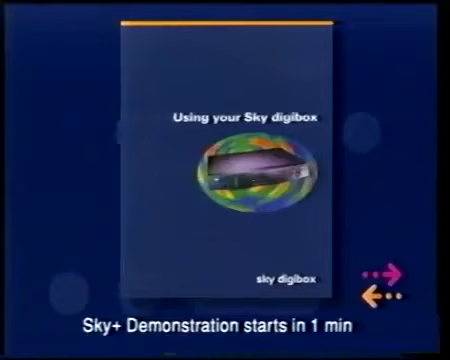 Using your Sky digibox
sky digibox
Sky+ Demonstration starts in 1 min